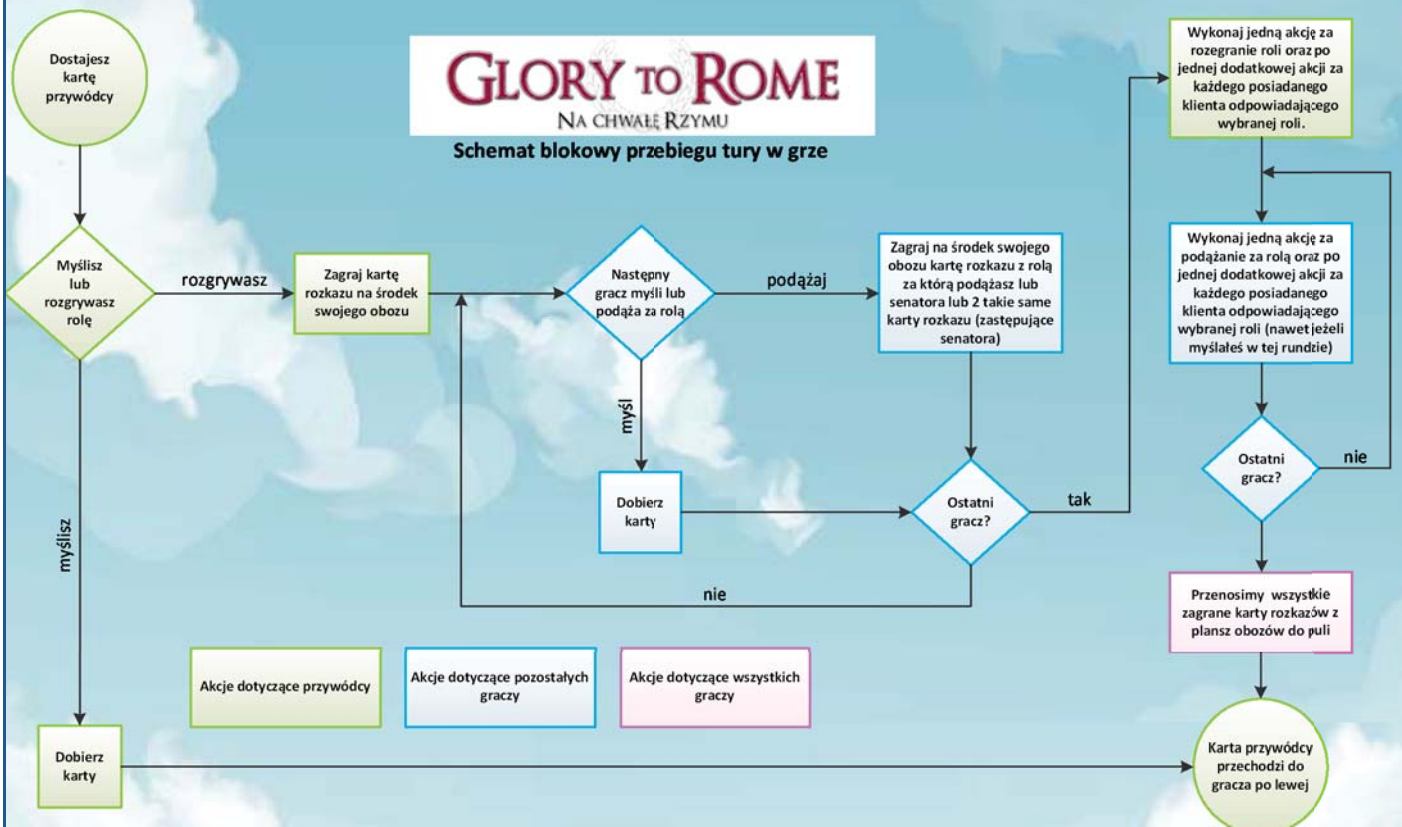 Dostajesz
kartę
przywódcy
GLORY TO ROME
NA CHWAŁĘ RZYMU
Schemat blokowy przebiegu tury w grze
Wykonaj jedną akcję za
rozegranie roli oraz po
jednej dodatkowej akcji za
każdego posiadanego
klienta odpowiadającego
wybranej roli.
Myślisz
lub
rozgrywasz
rolę
rozgrywasz
Zagraj kartę
rozkazu na środek
swojego obozu
Następny
gracz myśli lub
podąża za rolą
podążaj
Zagraj na środek swojego
obozu kartę rozkazu z rolą
za którą podążasz lub
senatora lub 2 takie same
karty rozkazu (zastępujące
senatora)
Wykonaj jedną akcję za
podążanie za rolą oraz po
jednej dodatkowej akcji za
każdego posiadanego
klienta odpowiadającego
wybranej roli (nawet jeżeli
myślałeś w tej rundzie)
myśl
Dobierz
karty
Ostatni
gracz?
tak
nie
Ostatni
gracz?
nie
myślisz
Przenosimy wszystkie
zagrane karty rozkazów z
plansz obozów do puli
Akcje dotyczące przywódcy
Akcje dotyczące pozostałych
graczy
Akcje dotyczące wszystkich
graczy
Dobierz
karty
Karta przywódcy
przechodzi do
gracza po lewej